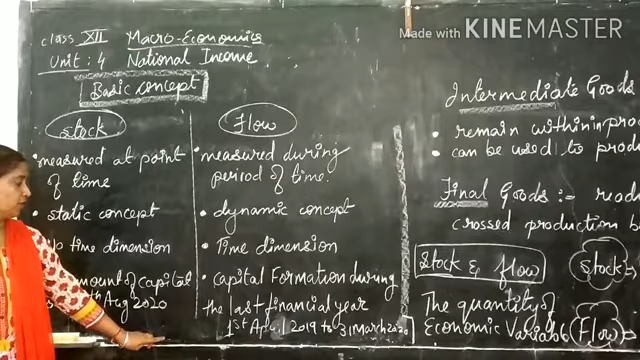 Made with KINEMASTER
class XII Macro-Economics
Unit: 4 National Income
Basic concept
Stock
• measured at point
of time
• static concept
time dimension
amount of capital
Aug 2020
Flow
• measured during
period of time.
• dynamic concept
• Time dimension
• capital Formation during
the last financial year
1st April 2019 to 31 March 2020
Intermediate Goods
• remain within
• can be used to
Final Goods :-
crossed production
Stock & flow
Stock
The quantity of
Economic Variable
Flow